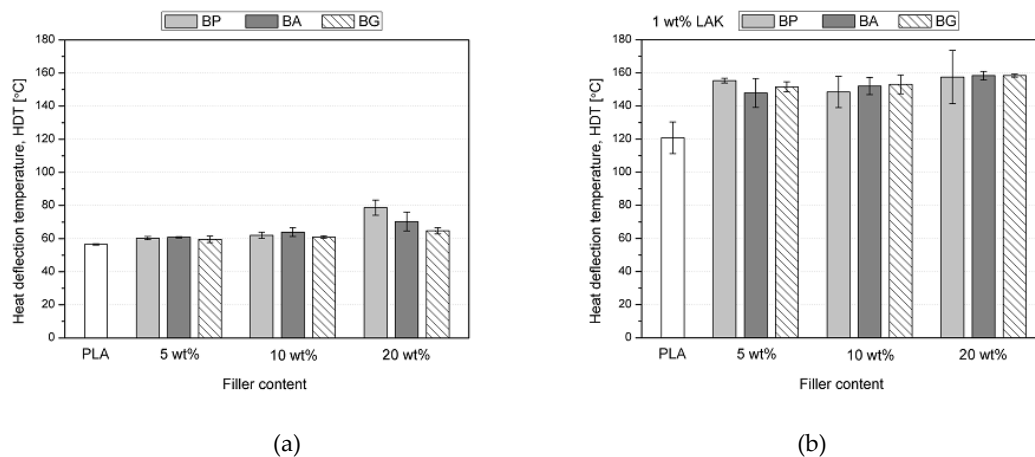 BP BA BG
Heat deflection temperature, HDT [°C]
180
160
140
120
100
80
60
40
20
0
PLA 5 wt% 10 wt% 20 wt%
Filler content
(a)
1 wt% LAK BP BA BG
Heat deflection temperature, HDT [°C]
180
160
140
120
100
80
60
40
20
0
PLA 5 wt% 10 wt% 20 wt%
Filler content
(b)